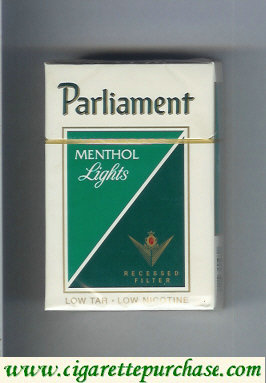 Parliament
MENTHOL
Lights
RECESSED
FILTER
LOW TAR · LOW NICOTINE
www.cigarettepurchase.com